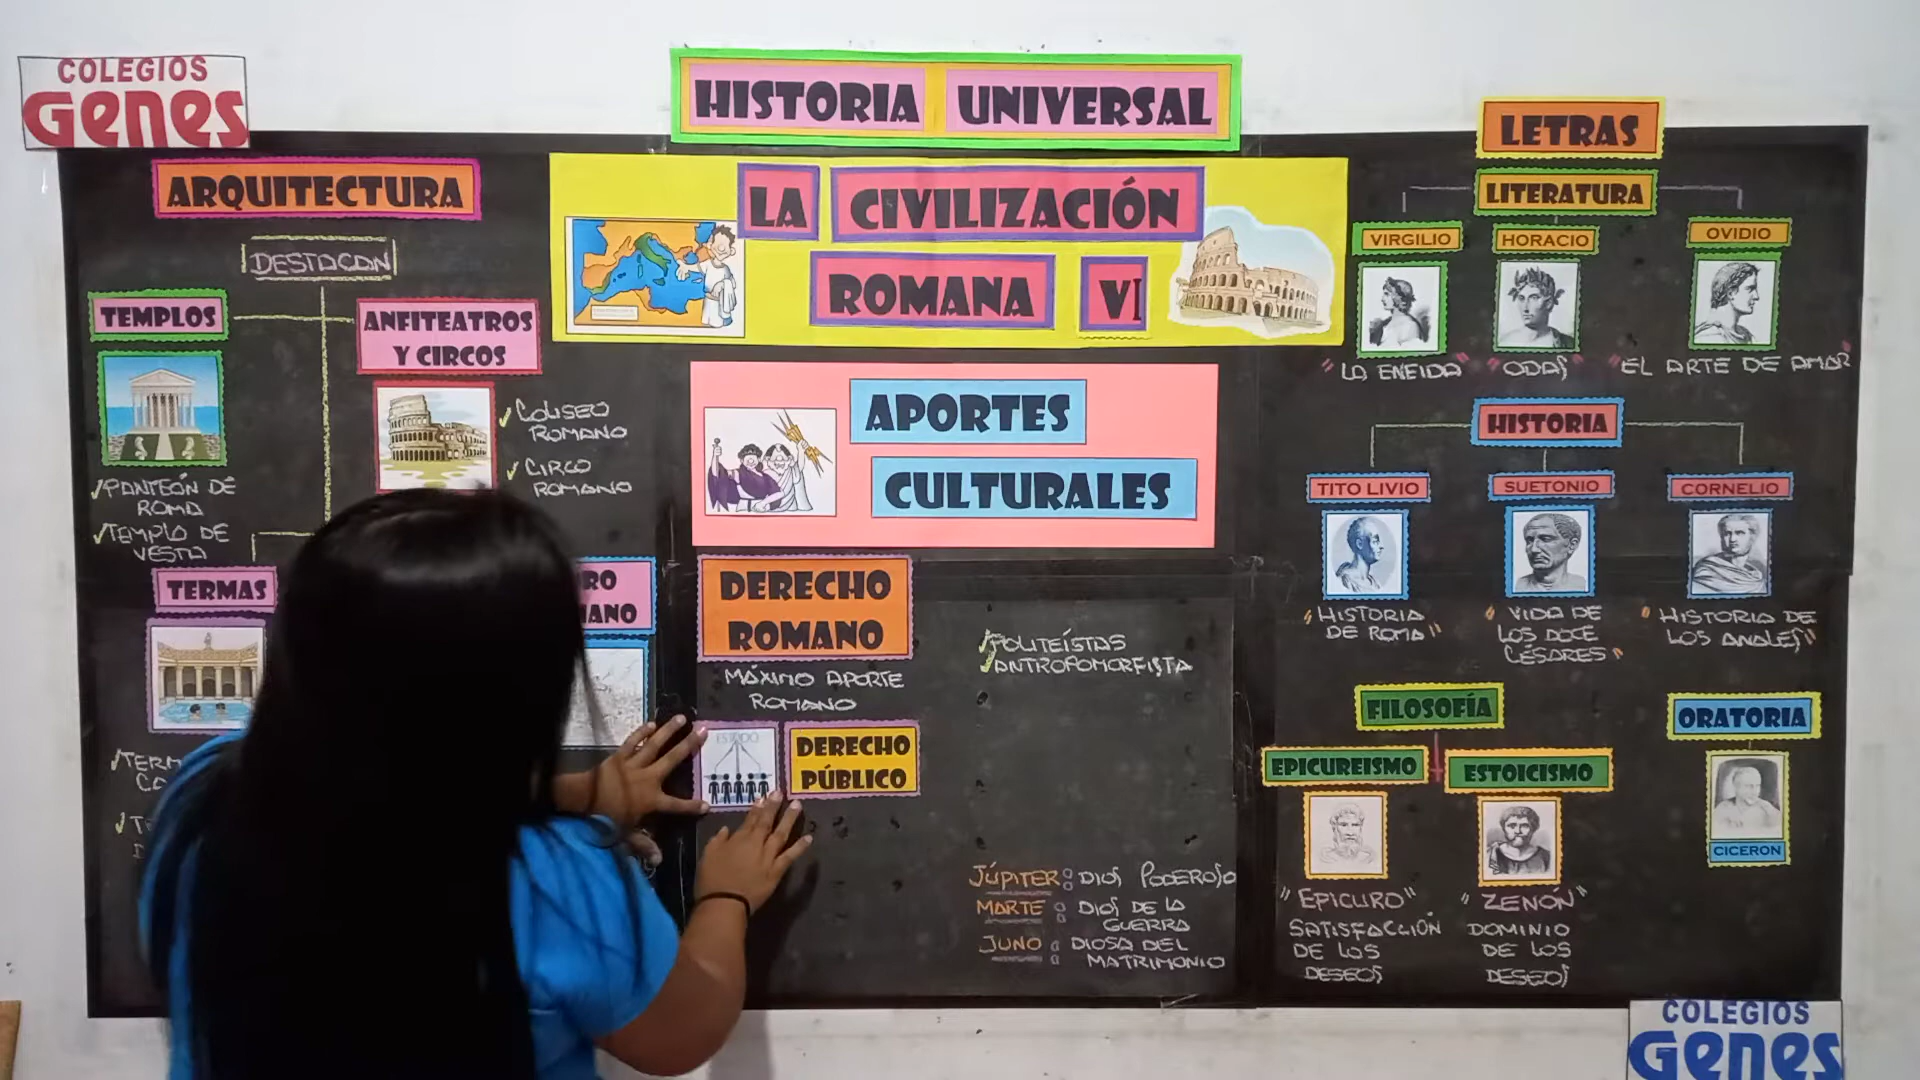 COLEGIOS
Genes
HISTORIA UNIVERSAL
LA CIVILIZACIÓN
ROMANA VI
ARQUITECTURA
DESTACAN
TEMPLOS
PANTEÓN DE
ROMA
TEMPLO DE
VESTA
ANFITEATROS
Y CIRCOS
COLISEO
ROMANO
CIRCO
ROMANO
TERMAS
APORTES
CULTURALES
DERECHO
ROMANO
MÁXIMO APORTE
ROMANO
ESTADO
DERECHO
PÚBLICO
POLITEÍSTAS
ANTROPOMORFISTA
JÚPITER: DIOS PODEROSO
MARTE: DIOS DE LA
GUERRA
JUNO: DIOSA DEL
MATRIMONIO
LETRAS
LITERATURA
VIRGILIO
"LA ENEIDA"
HORACIO
"ODAS"
OVIDIO
"EL ARTE DE AMAR"
HISTORIA
TITO LIVIO
"HISTORIA
DE ROMA"
SUETONIO
"VIDA DE
LOS DOCE
CÉSARES"
CORNELIO
"HISTORIA DE
LOS ANALES"
FILOSOFÍA
EPICUREISMO
"EPICURO"
SATISFACCIÓN
DE LOS
DESEOS
ESTOICISMO
"ZENÓN"
DOMINIO
DE LOS
DESEOS
ORATORIA
CICERON
COLEGIOS
Genes